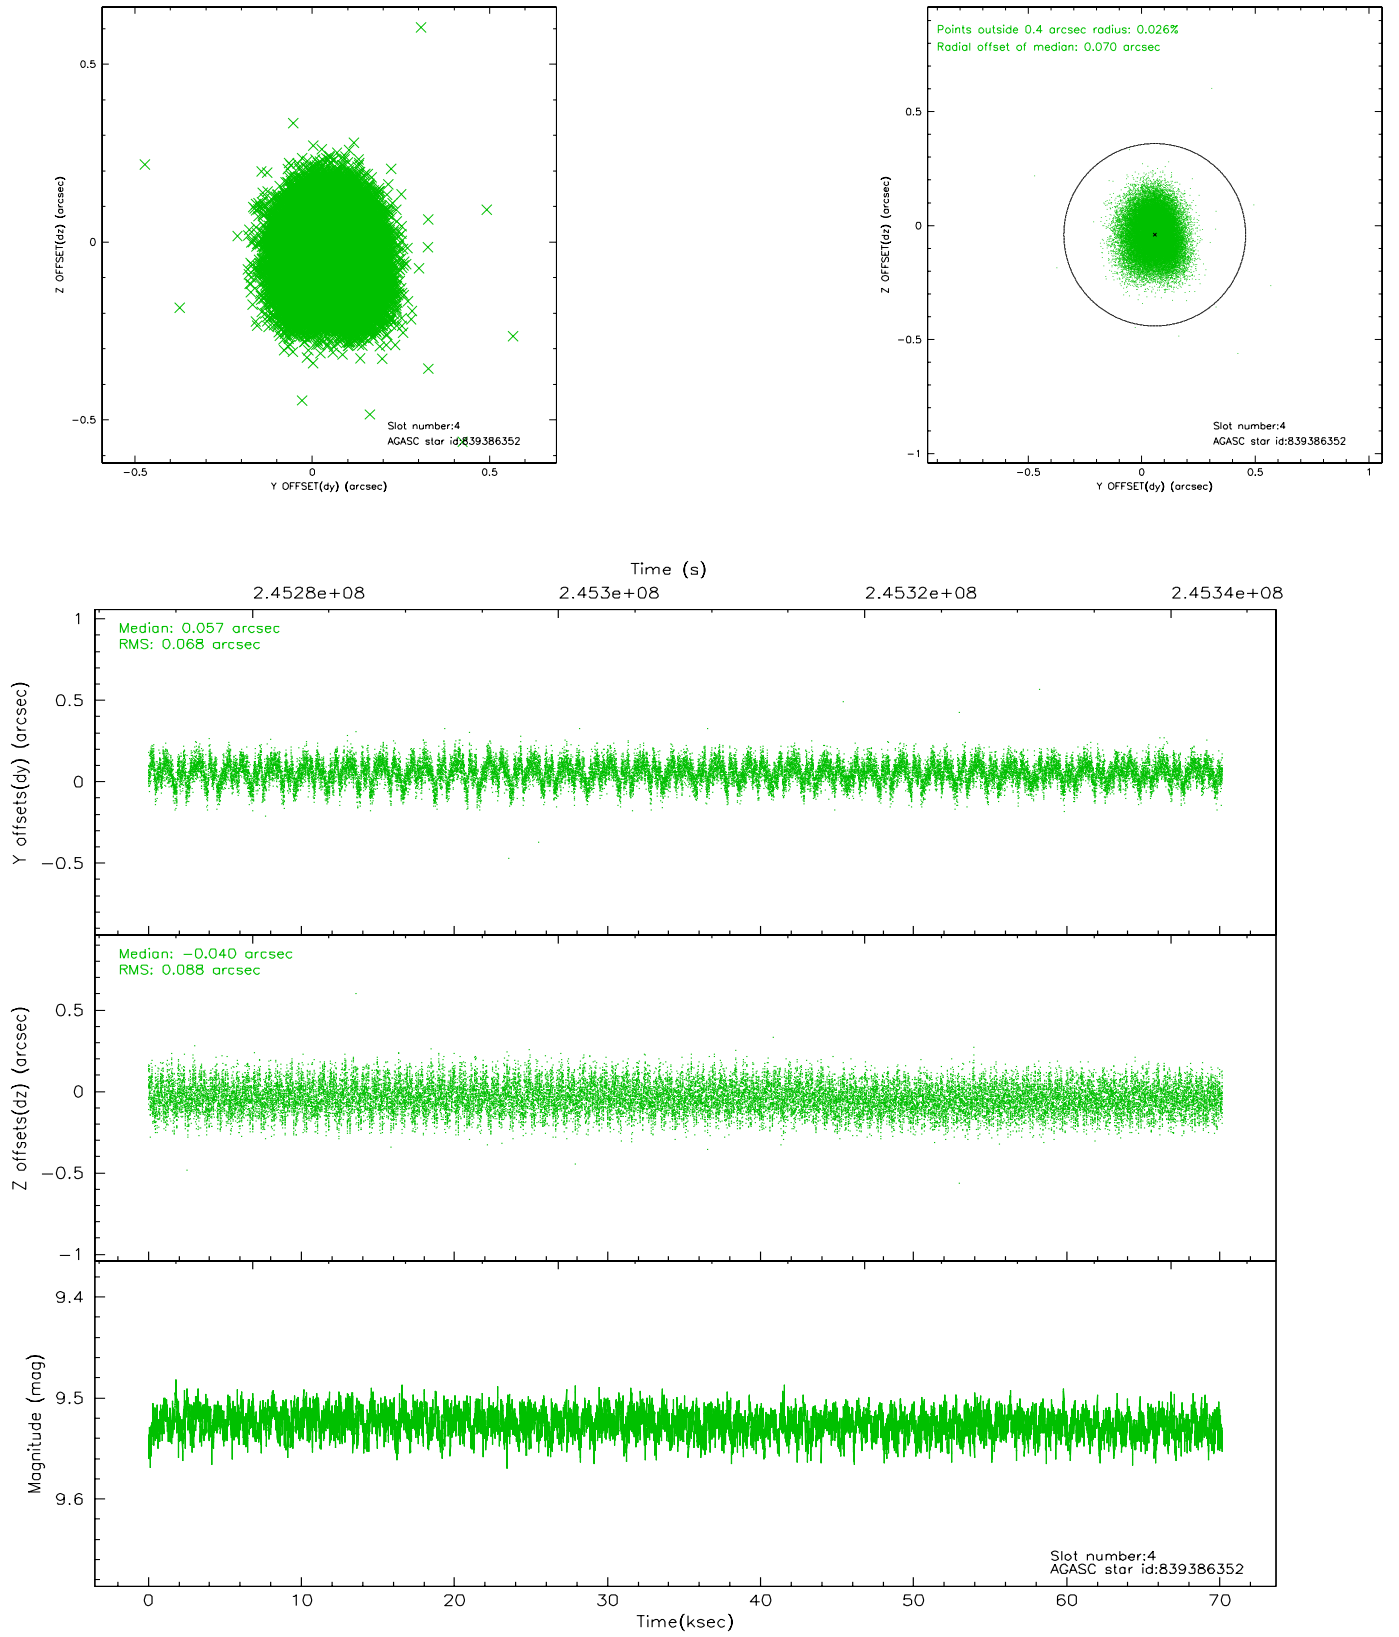 0.5
0
-0.5
Z OFFSET(dz) (arcsec)
-0.5
0
0.5
Y OFFSET(dy) (arcsec)
Slot number:4
AGASC star id:839386352
Points outside 0.4 arcsec radius: 0.026%
Radial offset of median: 0.070 arcsec
0.5
0
-0.5
-1
Z OFFSET(dz) (arcsec)
-0.5
0
0.5
1
Y OFFSET(dy) (arcsec)
Slot number:4
AGASC star id:839386352
Time (s)
2.4528e+08
2.453e+08
2.4532e+08
2.4534e+08
Median: 0.057 arcsec
RMS: 0.068 arcsec
1
0.5
0
-0.5
Y offsets(dy) (arcsec)
Median: -0.040 arcsec
RMS: 0.088 arcsec
0.5
0
-0.5
-1
Z offsets(dz) (arcsec)
9.4
9.5
9.6
Magnitude (mag)
Slot number:4
AGASC star id:839386352
0
10
20
30
40
50
60
70
Time(ksec)